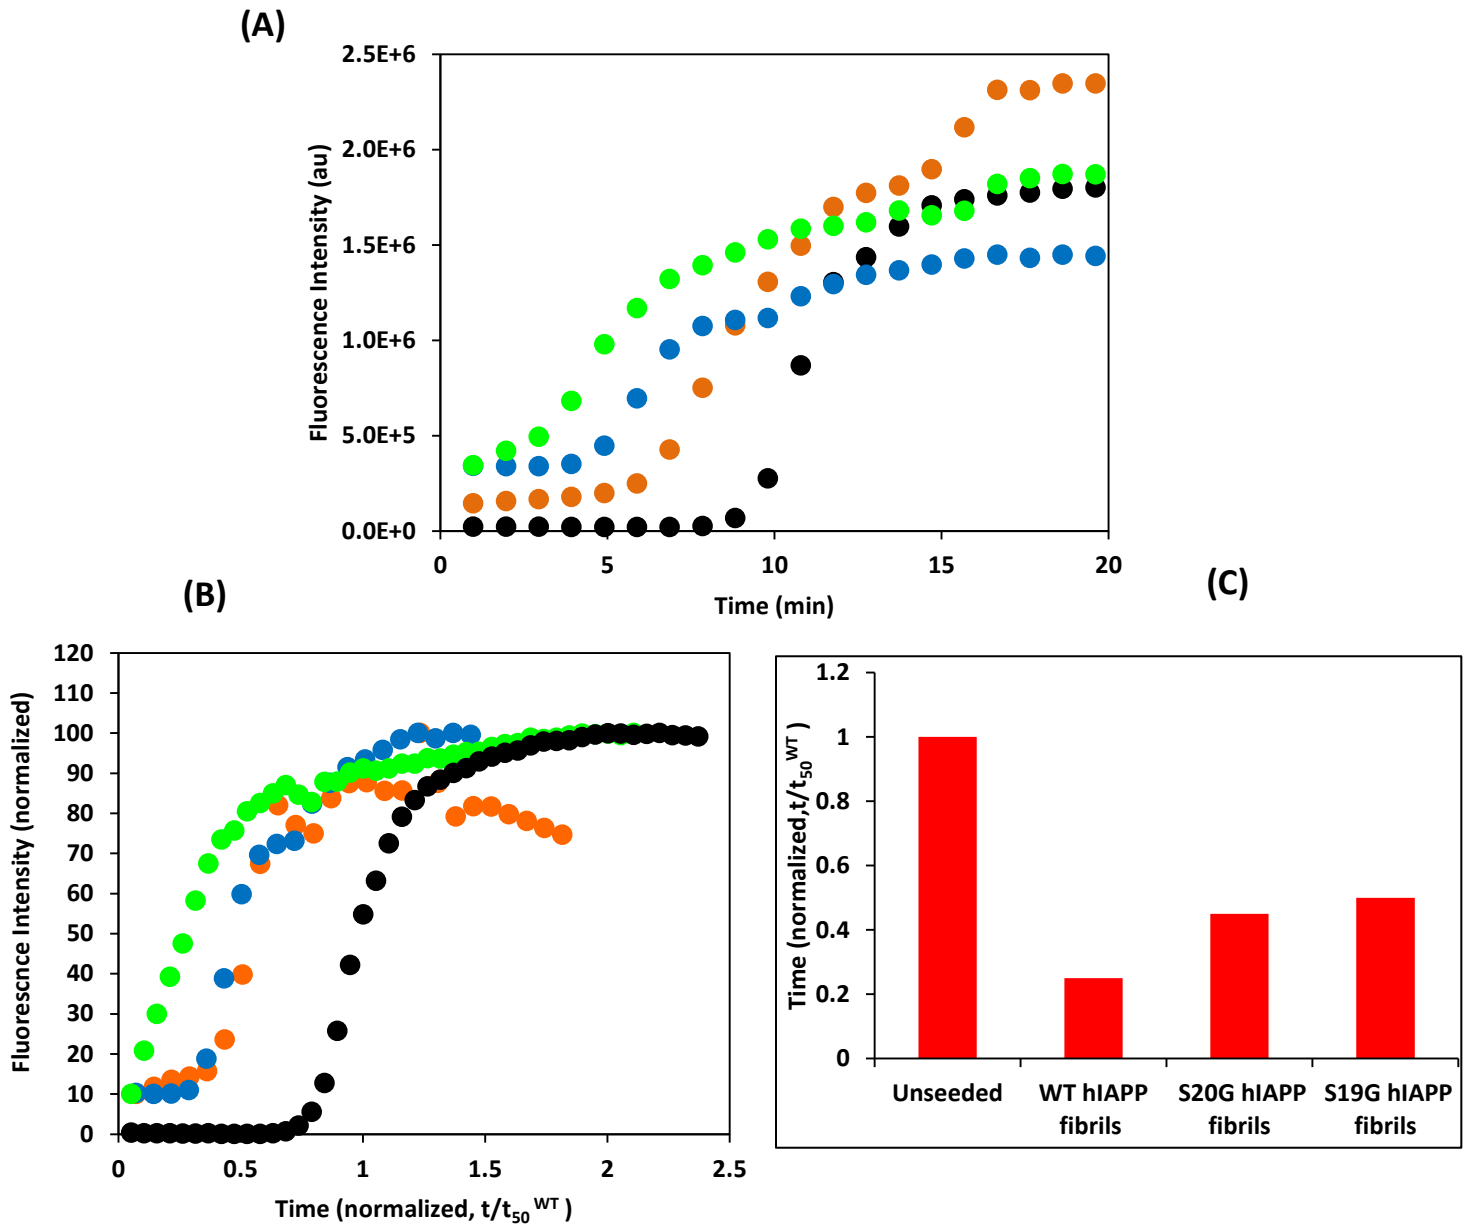 (A)
Fluorescence Intensity (au)
2.5E+6
2.0E+6
1.5E+6
1.0E+6
5.0E+5
0.0E+0
0 5 10 15 20
Time (min)
(B)
Fluorescnce Intensity (normalized)
120
110
100
90
80
70
60
50
40
30
20
10
0
0 0.5 1 1.5 2 2.5
Time (normalized, t/t50 WT )
(C)
Time (normalized,t/t50WT)
1.2
1
0.8
0.6
0.4
0.2
0
Unseeded WT hIAPP S20G hIAPP S19G hIAPP
fibrils fibrils fibrils